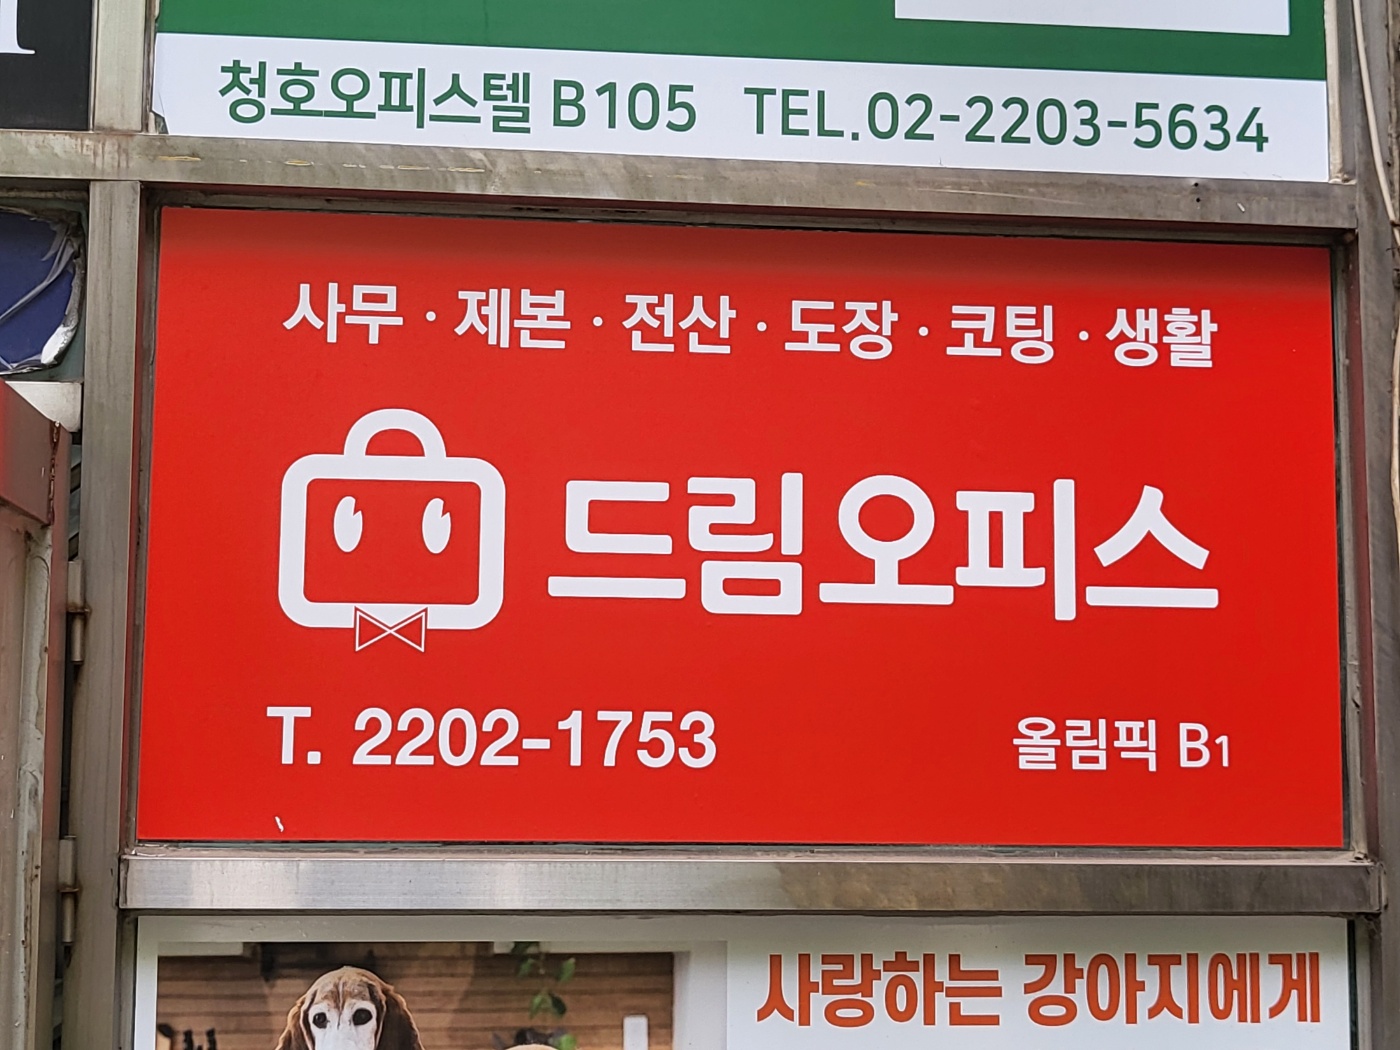 청호오피스텔 B105 TEL.02-2203-5634
사무 · 제본 · 전산 · 도장 · 코팅 · 생활
드림오피스
T. 2202-1753 올림픽 B1
사랑하는 강아지에게